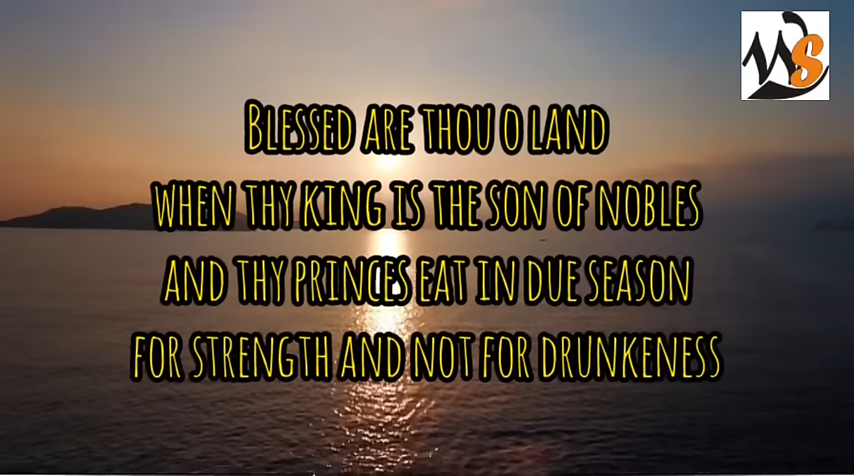 WS
BLESSED ARE THOU O LAND
WHEN THY KING IS THE SON OF NOBLES
AND THY PRINCES EAT IN DUE SEASON
FOR STRENGTH AND NOT FOR DRUNKENESS